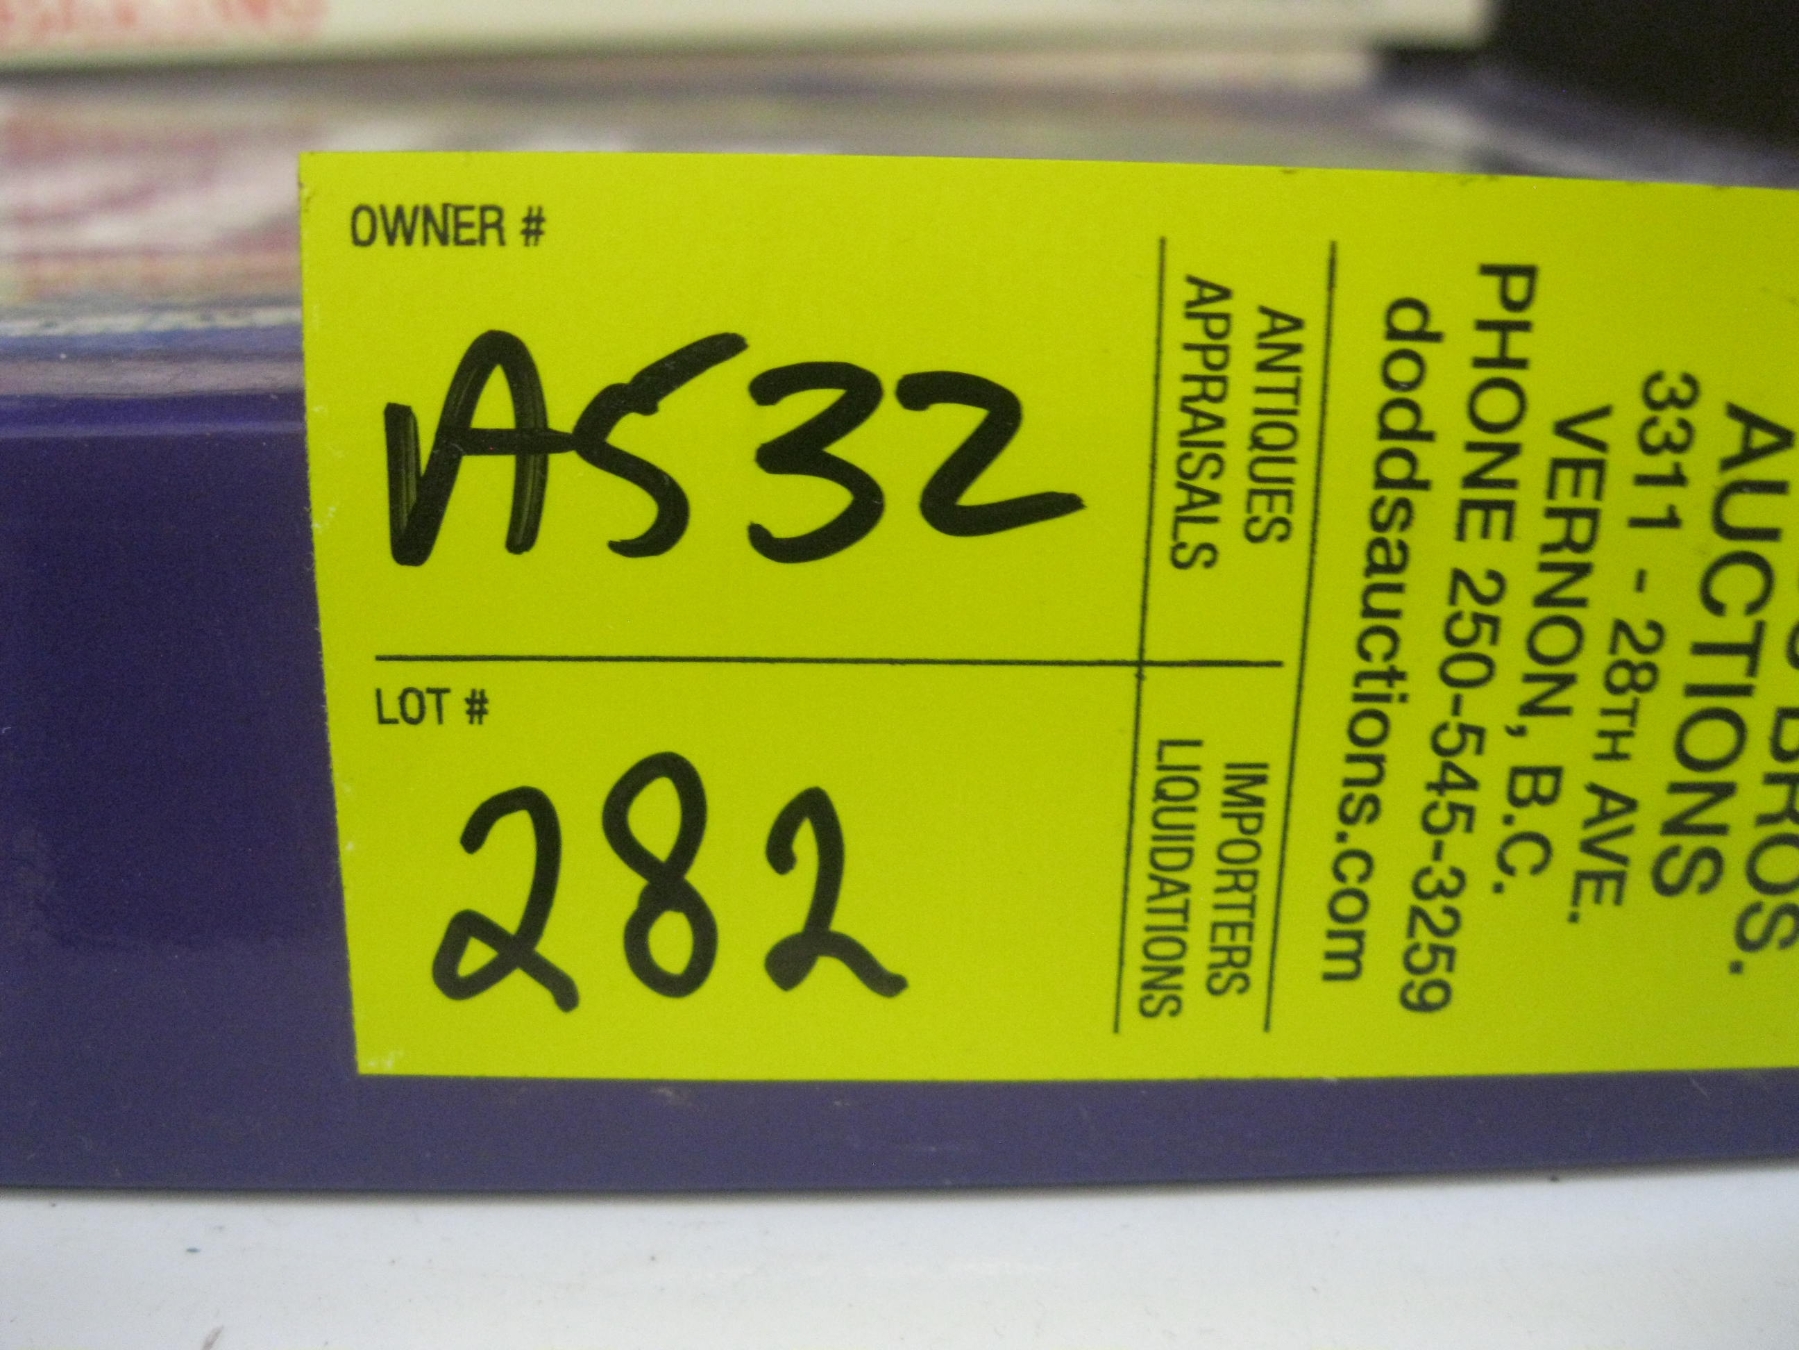 OWNER #
A532
LOT #
282
ANTIQUES
APPRAISALS
IMPORTERS
LIQUIDATIONS
BROS.
AUCTIONS
3311 - 28TH AVE.
VERNON, B.C.
PHONE 250-545-3259
doddsauctions.com